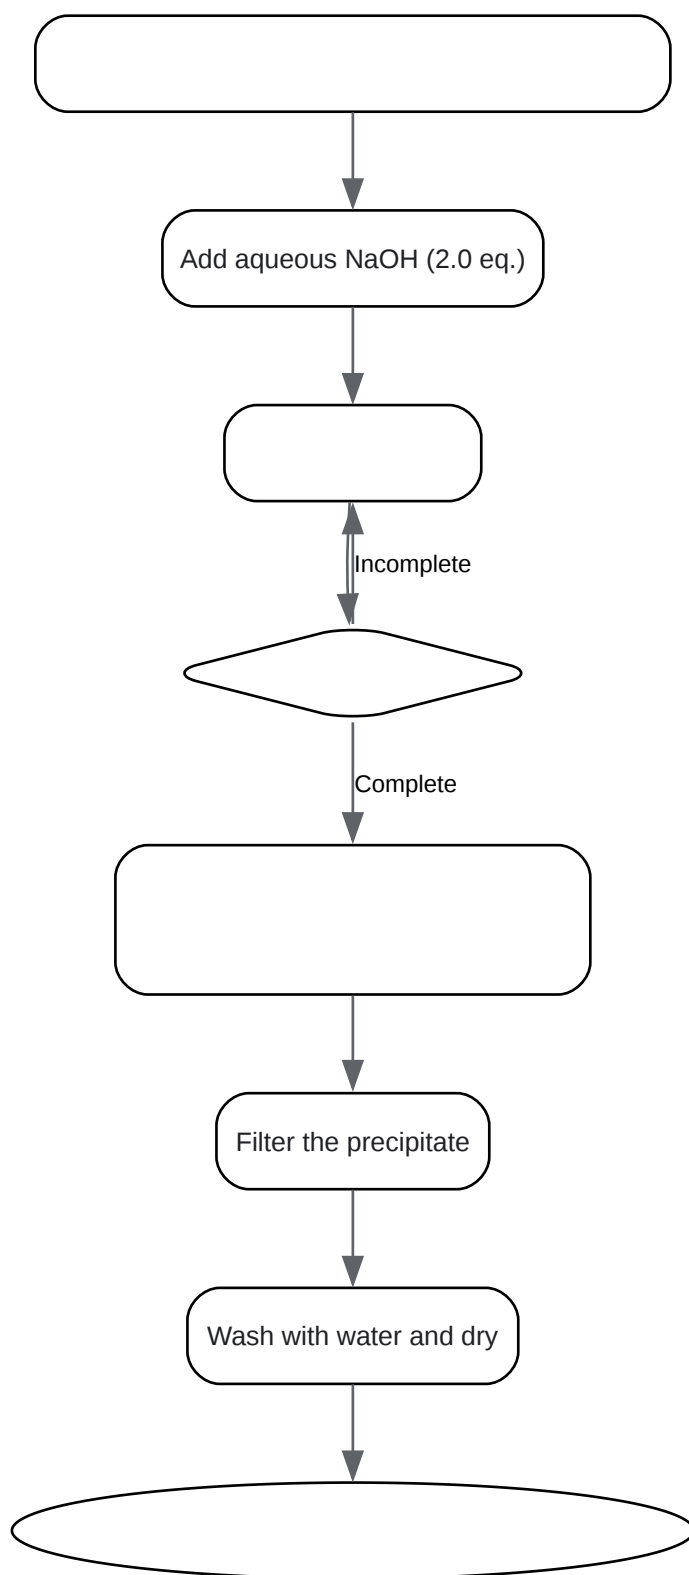 Add aqueous NaOH (2.0 eq.)
Incomplete
Complete
Filter the precipitate
Wash with water and dry